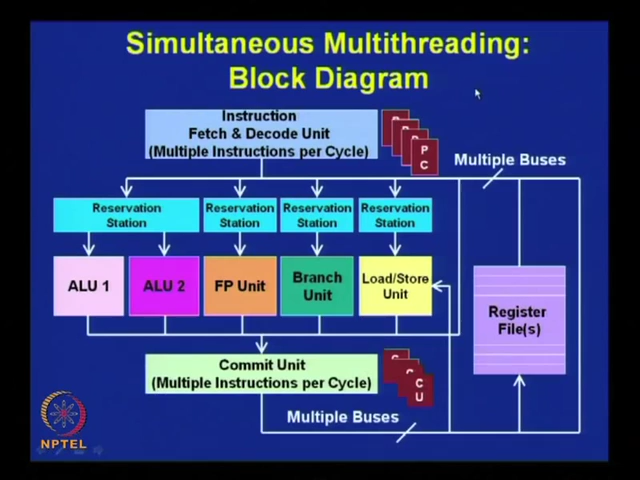 Simultaneous Multithreading:
Block Diagram
Instruction
Fetch & Decode Unit
(Multiple Instructions per Cycle)
P
C
Multiple Buses
Reservation
Station
Reservation
Station
Reservation
Station
Reservation
Station
ALU 1
ALU 2
FP Unit
Branch
Unit
Load/Store
Unit
Register
File(s)
Commit Unit
(Multiple Instructions per Cycle)
C
U
Multiple Buses
NPTEL